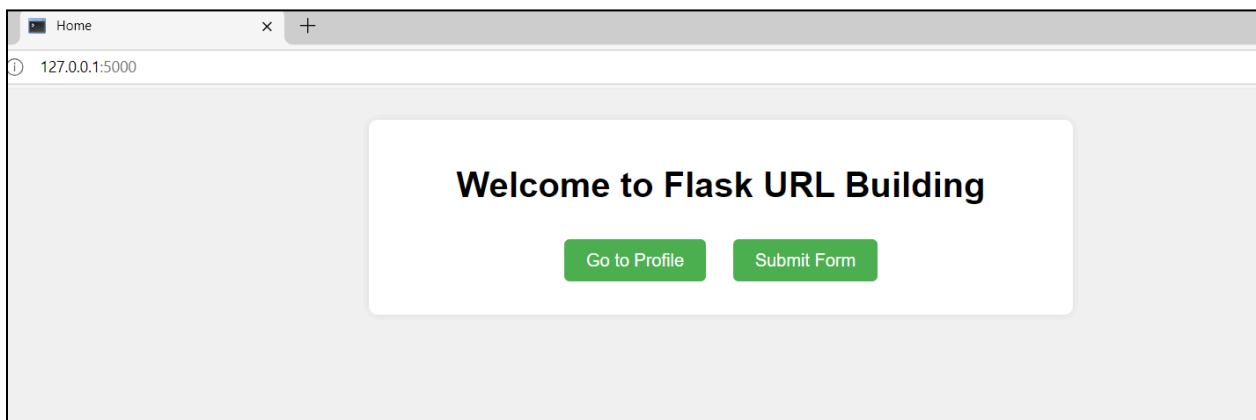 Home
127.0.0.1:5000
Welcome to Flask URL Building
Go to Profile Submit Form